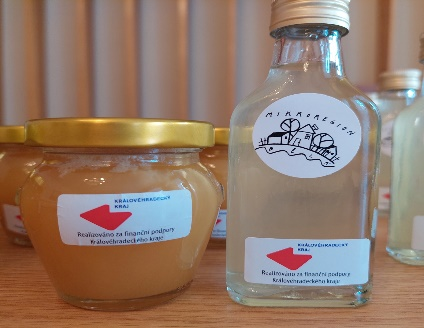 KRÁLOVÉHRADECKÝ
KRAJ
Realizováno za finanční podpory
Královéhradeckého kraje
MIKROREGION
KRÁLOVÉHRADECKÝ
KRAJ
Realizováno za finanční podpory
Královéhradeckého kraje